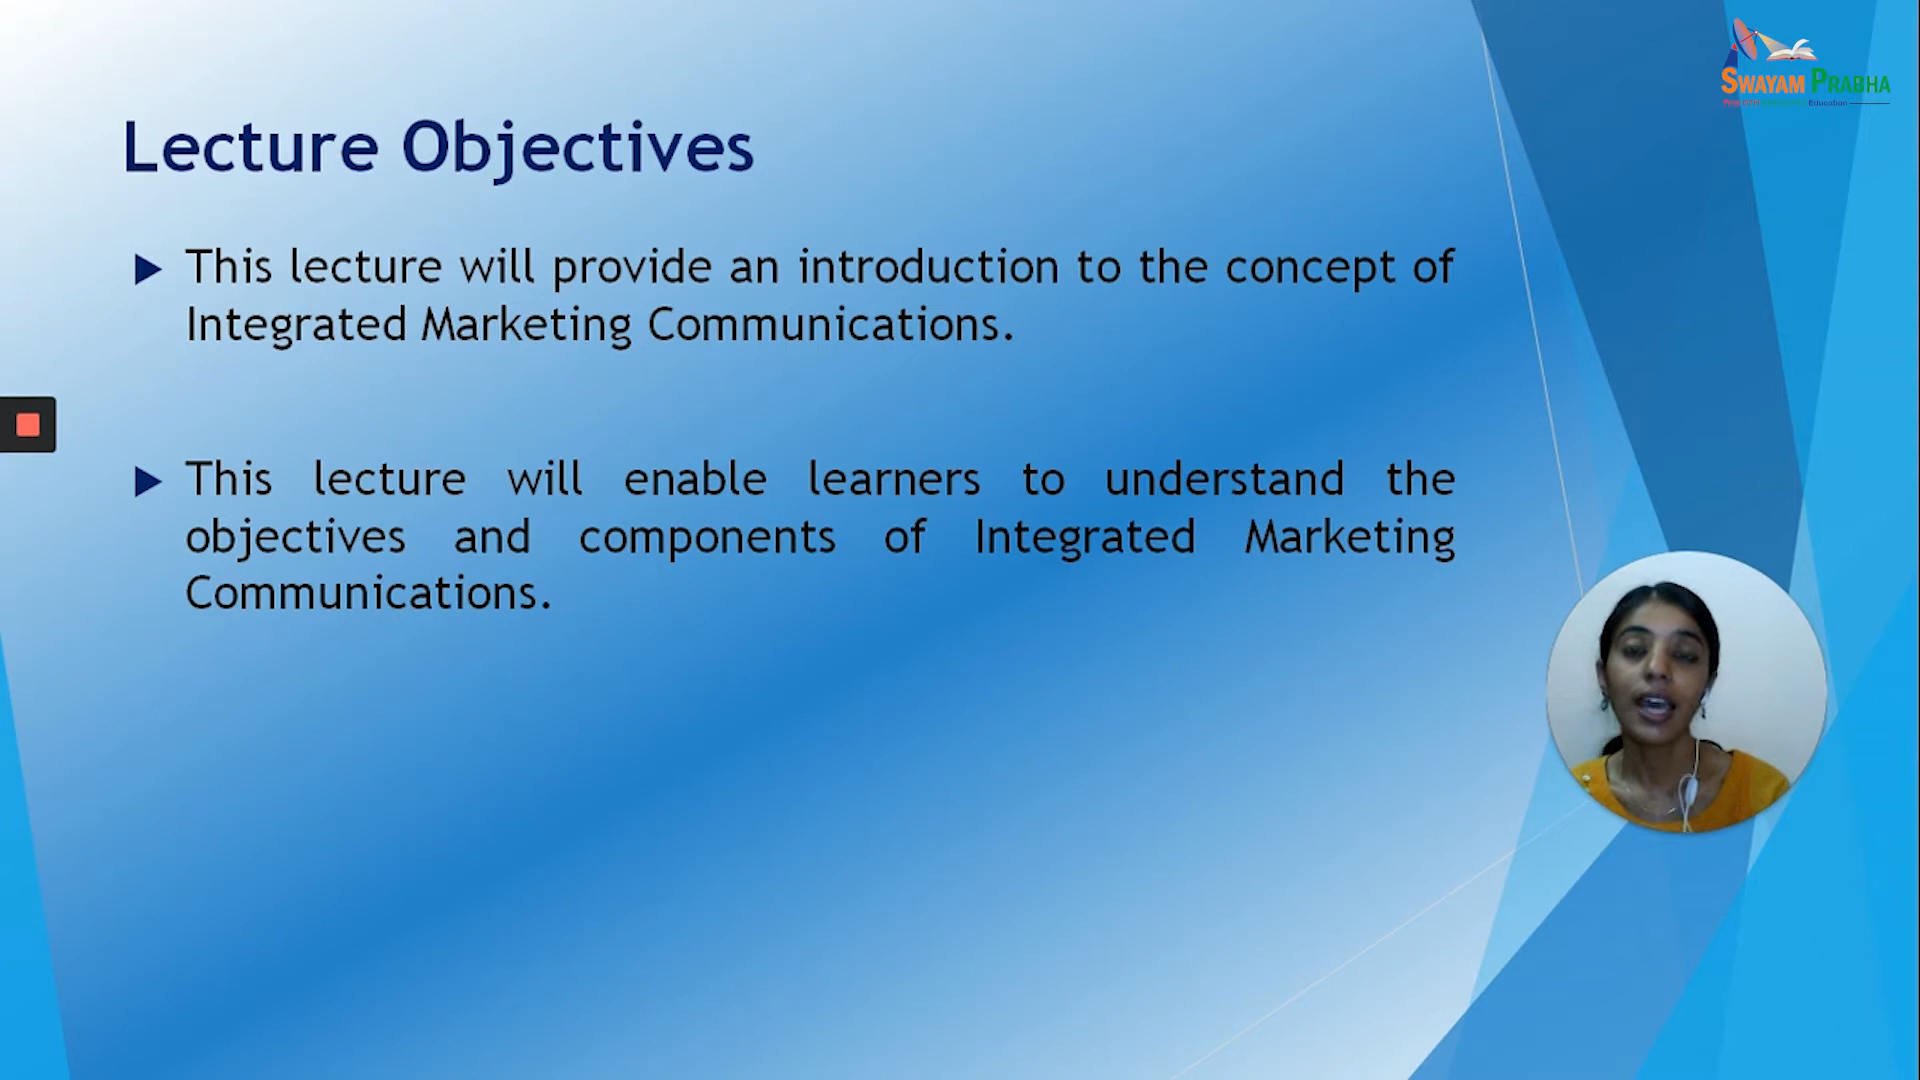 SWAYAM PRABHA
Education
Lecture Objectives
This lecture will provide an introduction to the concept of
Integrated Marketing Communications.
This lecture will enable learners to understand the
objectives and components of Integrated Marketing
Communications.